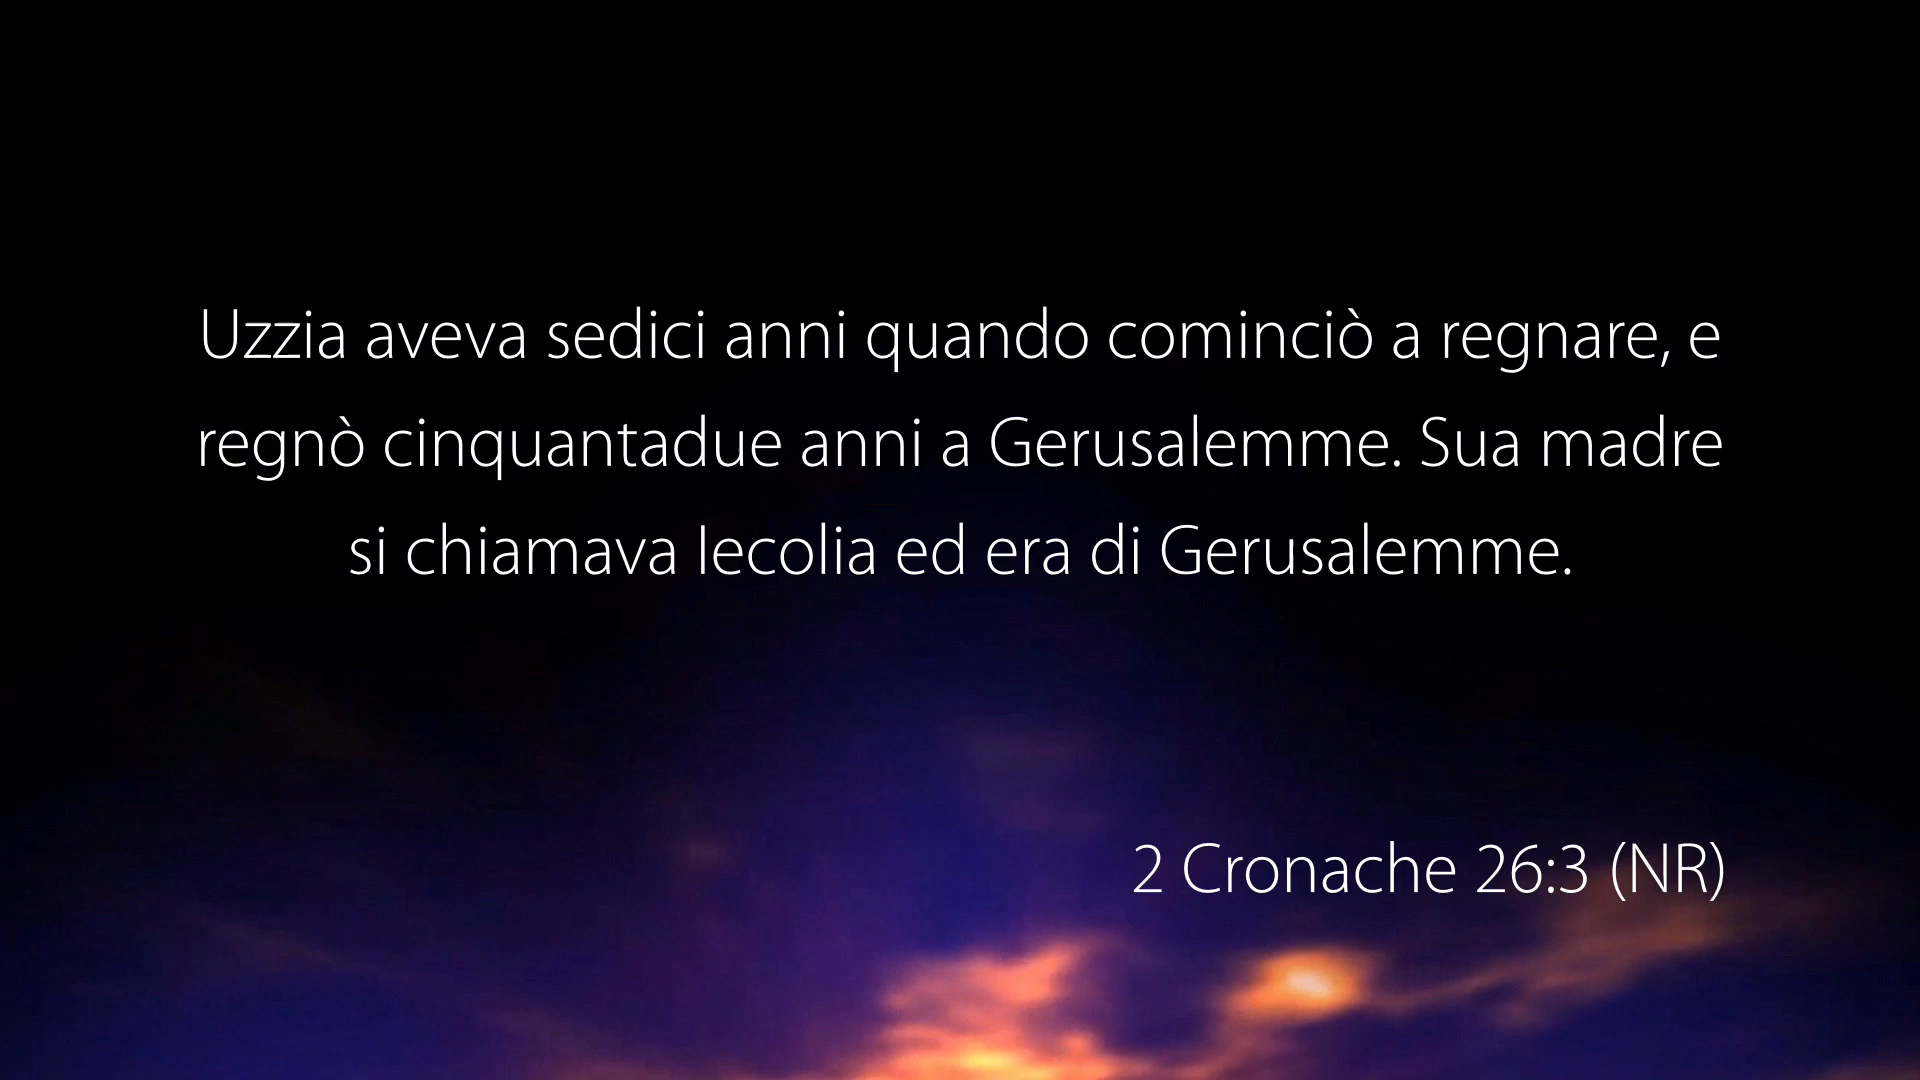 Uzzia aveva sedici anni quando cominciò a regnare, e
regnò cinquantadue anni a Gerusalemme. Sua madre
si chiamava Iecolia ed era di Gerusalemme.
2 Cronache 26:3 (NR)